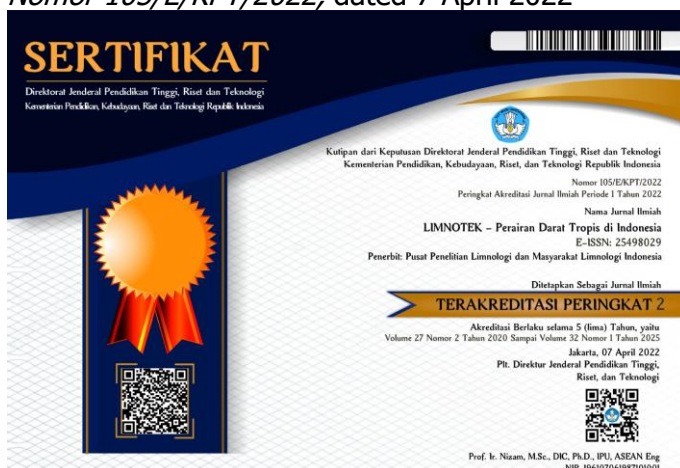 Nomor 105/E/KPT/2022, dated 7 April 2022
SERTIFIKAT
Direktorat Jenderal Pendidikan Tinggi, Riset dan Teknologi
Kementerian Pendidikan, Kebudayaan, Riset dan Teknologi Republik Indonesia
Kutipan dari Keputusan Direktorat Jenderal Pendidikan Tinggi, Riset dan Teknologi
Kementerian Pendidikan, Kebudayaan, Riset, dan Teknologi Republik Indonesia
Nomor 105/E/KPT/2022
Peringkat Akreditasi Jurnal Ilmiah Periode 1 Tahun 2022
Nama Jurnal Ilmiah
LIMNOTEK – Perairan Darat Tropis di Indonesia
E-ISSN: 25498029
Penerbit: Pusat Penelitian Limnologi dan Masyarakat Limnologi Indonesia
Ditetapkan Sebagai Jurnal Ilmiah
TERAKREDITASI PERINGKAT 2
Akreditasi Berlaku selama 5 (lima) Tahun, yaitu
Volume 27 Nomor 2 Tahun 2020 Sampai Volume 32 Nomor 1 Tahun 2025
Jakarta, 07 April 2022
Plt. Direktur Jenderal Pendidikan Tinggi,
Riset, dan Teknologi
Prof. Ir. Nizam, M.Sc., DIC, Ph.D., IPU, ASEAN Eng
NIP. 196107061987101001